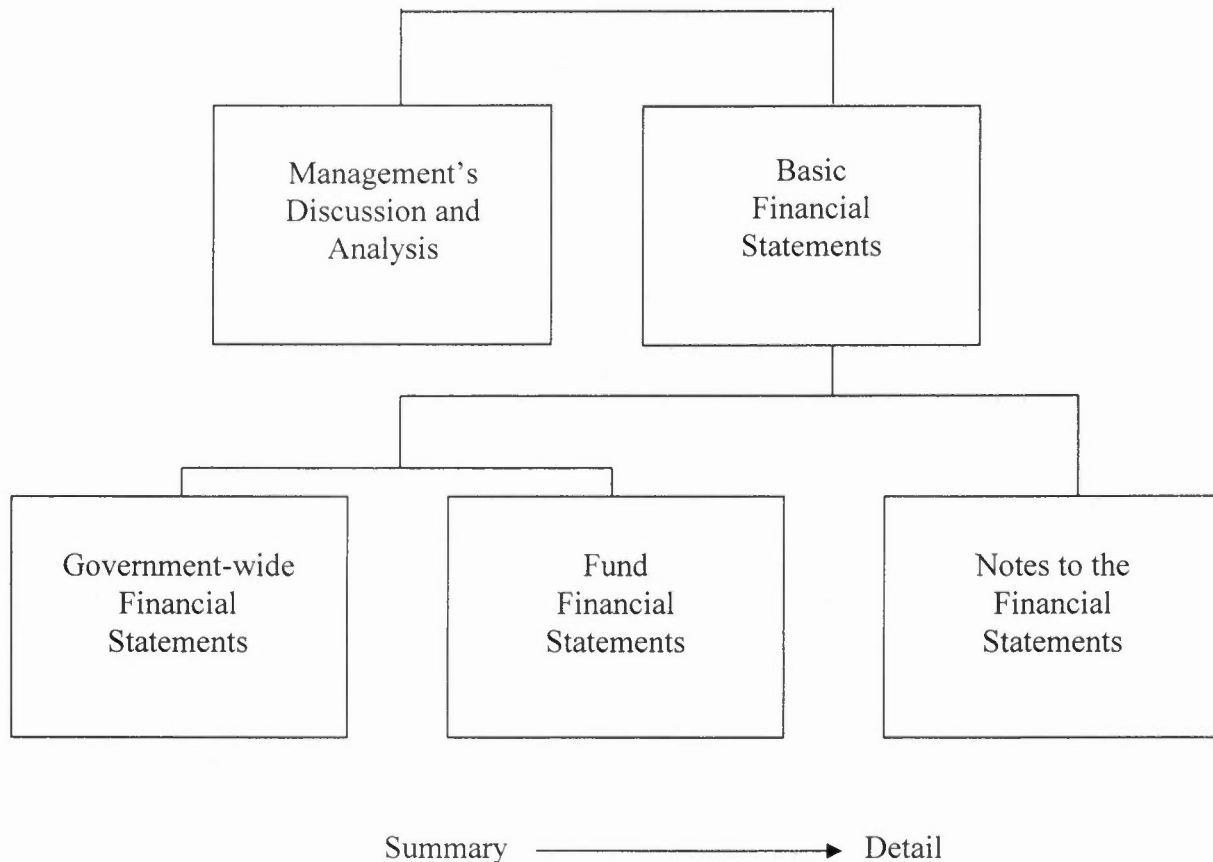 Management's
Discussion and
Analysis
Basic
Financial
Statements
Government-wide
Financial
Statements
Fund
Financial
Statements
Notes to the
Financial
Statements
Summary
Detail